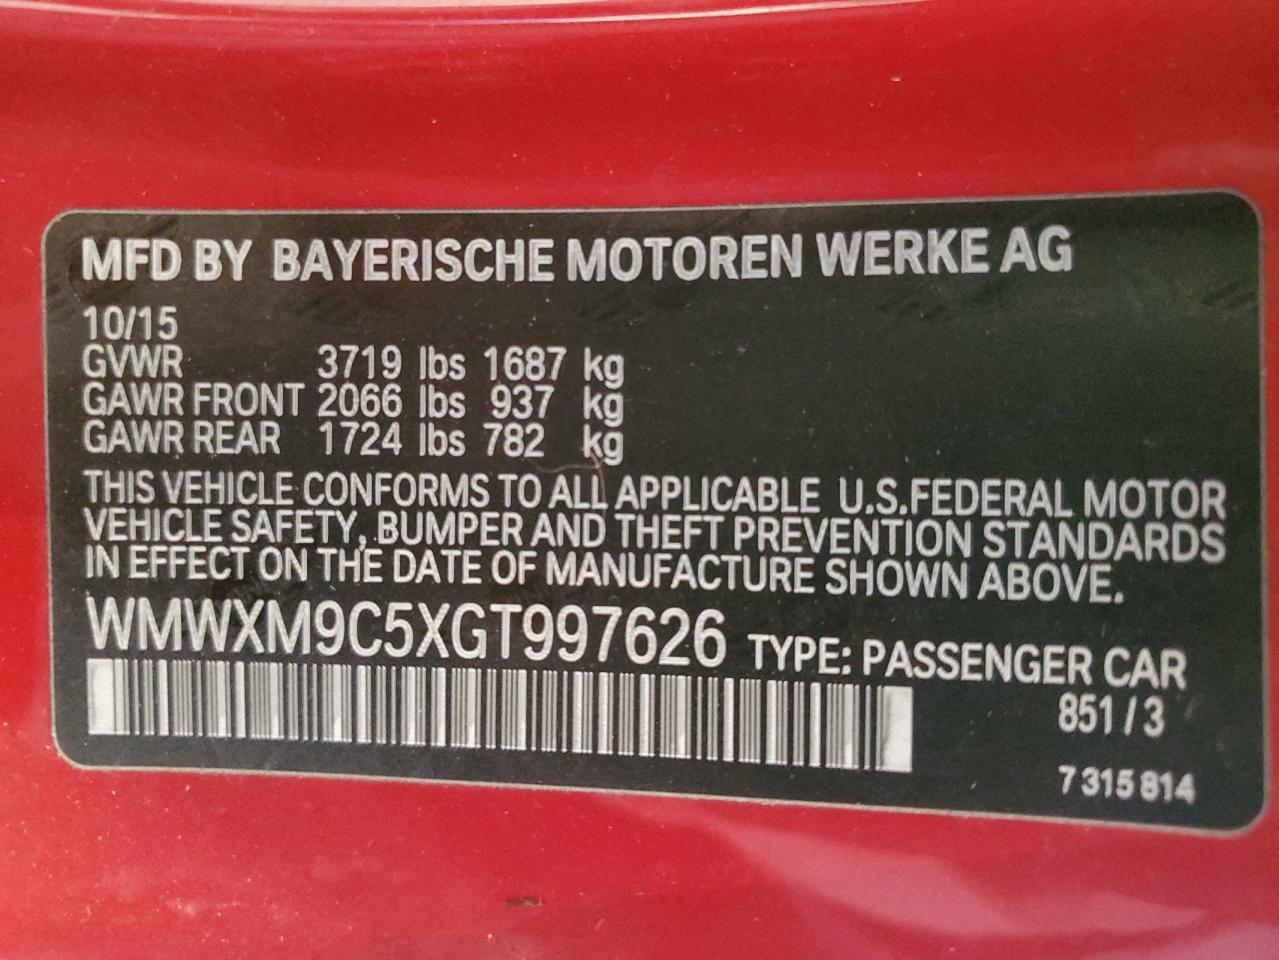 MFD BY BAYERISCHE MOTOREN WERKE AG
10/15
GVWR 3719 lbs 1687 kg
GAWR FRONT 2066 lbs 937 kg
GAWR REAR 1724 lbs 782 kg
THIS VEHICLE CONFORMS TO ALL APPLICABLE U.S.FEDERAL MOTOR
VEHICLE SAFETY, BUMPER AND THEFT PREVENTION STANDARDS
IN EFFECT ON THE DATE OF MANUFACTURE SHOWN ABOVE.
WMWXM9C5XGT997626 TYPE: PASSENGER CAR
851 / 3
7 315 814